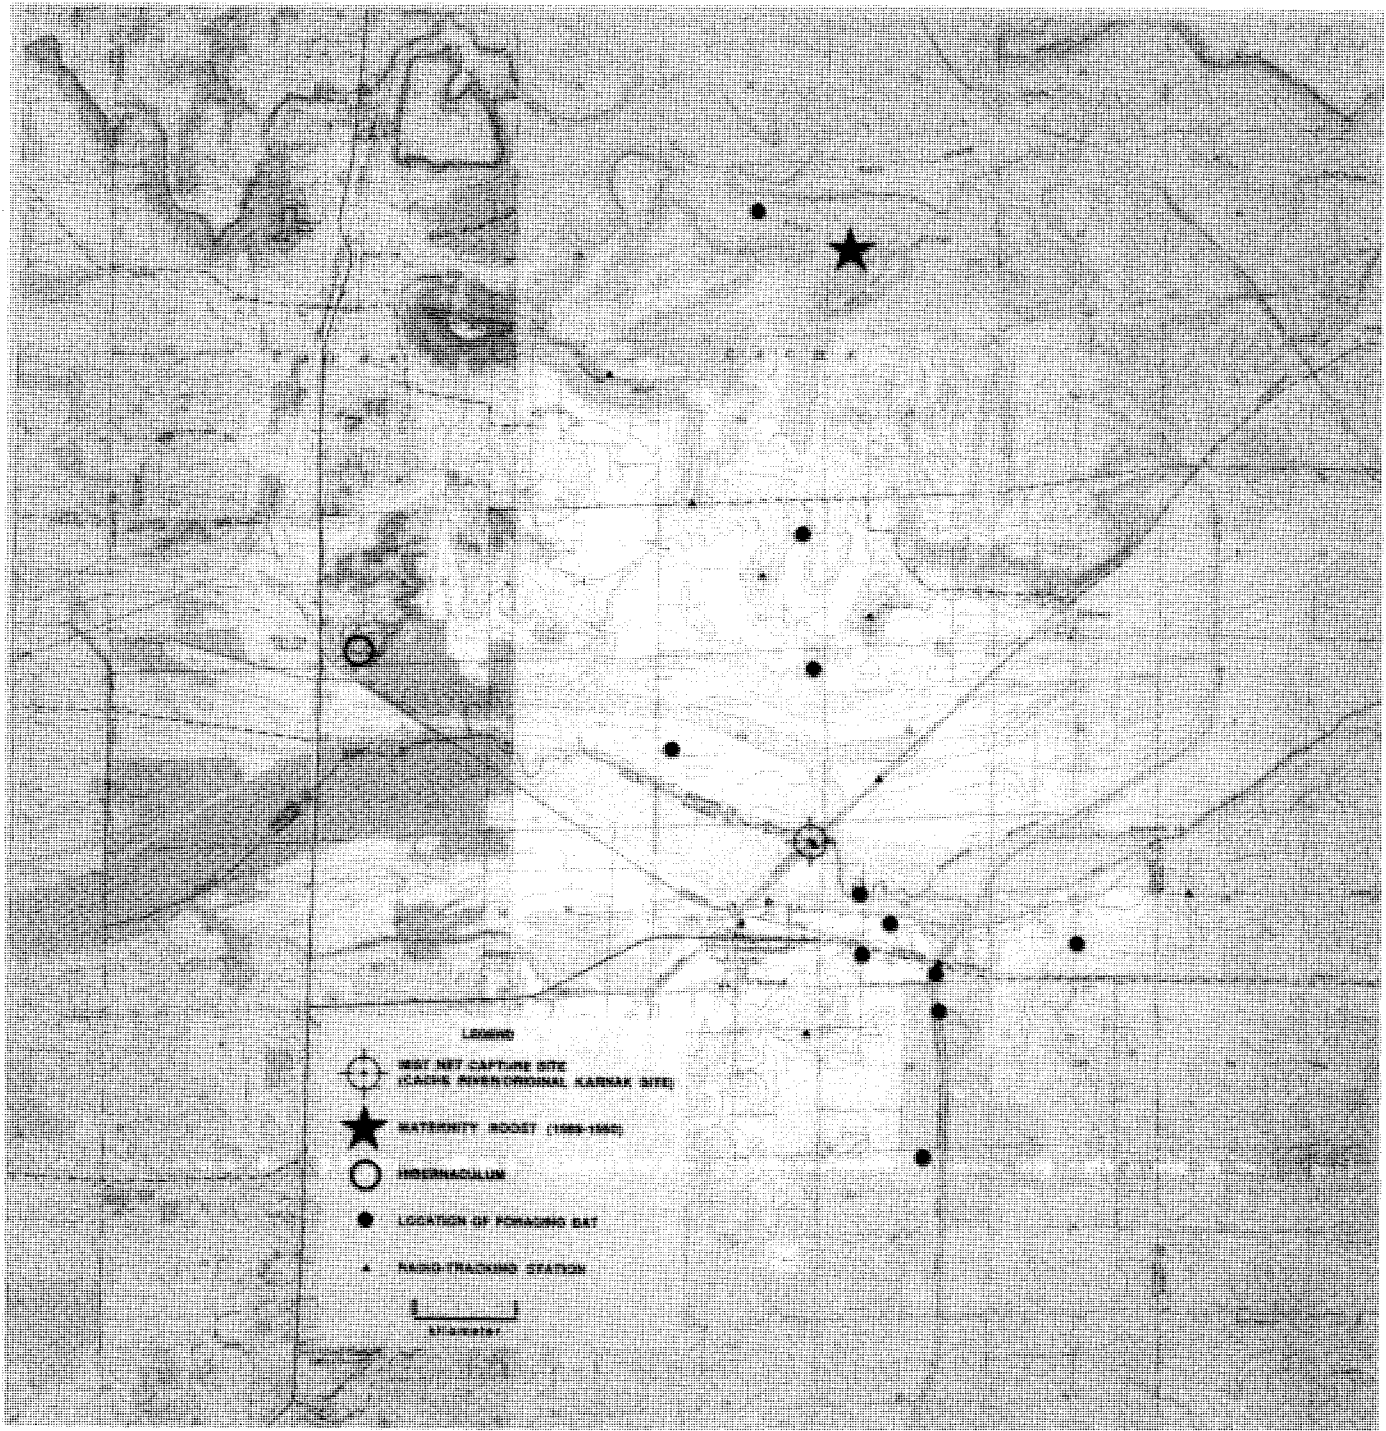 LEGEND
MIST NET CAPTURE SITE
(CACHE RIVER/ORIGINAL KARNAK SITE)
MATERNITY ROOST
HIBERNACULUM
LOCATION OF FORAGING BAT
RADIO-TRACKING STATION
kilometer